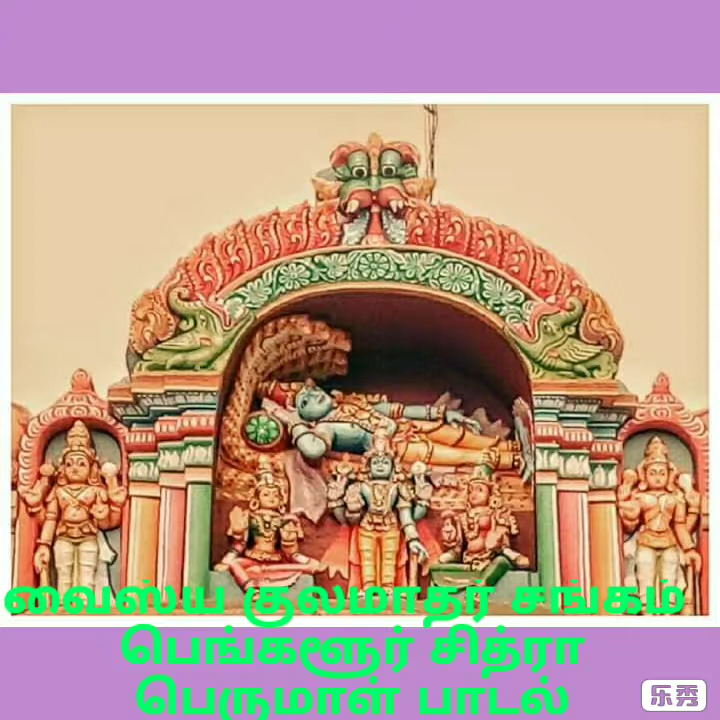 வைஸ்ய குலமாதர் சங்கம்
பெங்களூர் சித்ரா
பெருமாள் பாடல்
乐秀